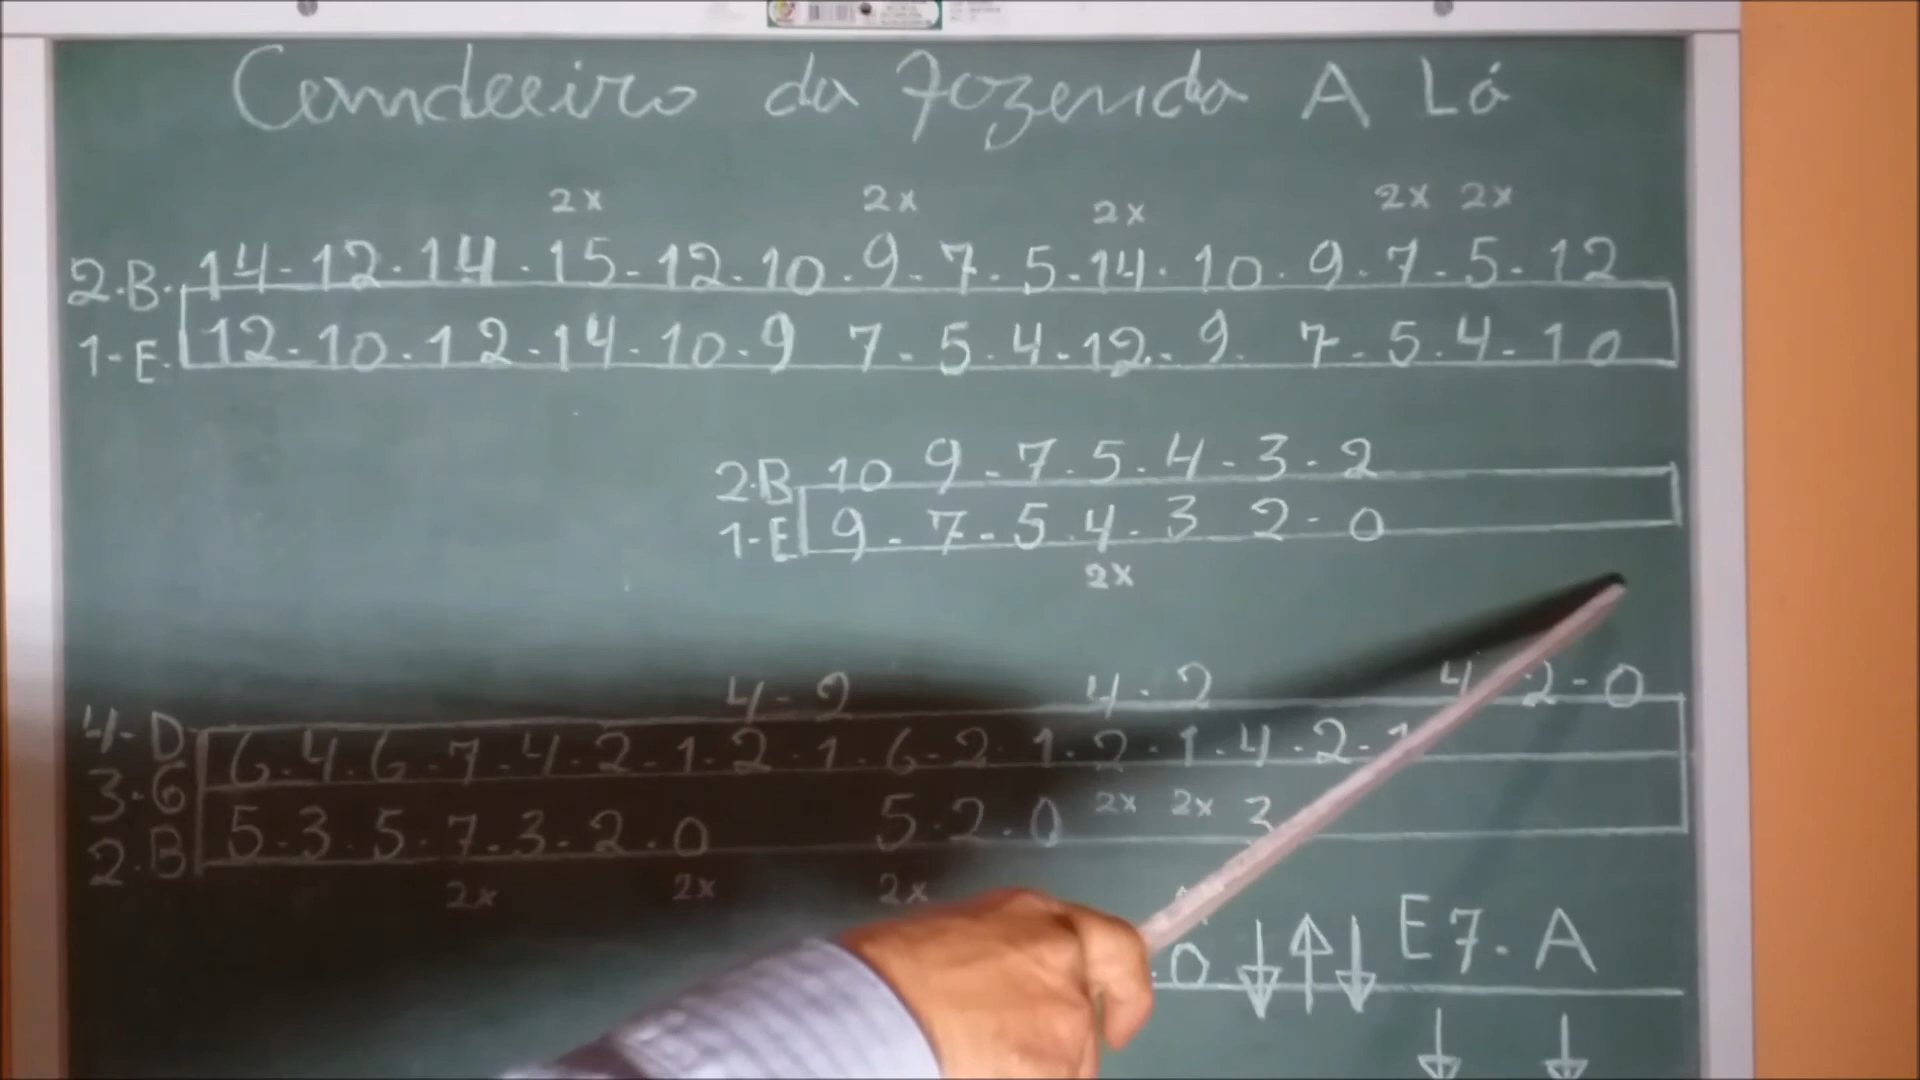 Candeeiro da Fazenda A Lá
2x 2x 2x 2x 2x
2.B. 14-12.14.15-12.10.9-7.5.14.10.9.7.5-12
1-E. 12-10.12-14-10.9 7-5.4-12.9. 7-5.4-10
2.B 10 9-7.5.4-3.2
1-E 9-7-5.4-3 2-0
2x
4-2 4.2 4 2-0
4-D 6.4.6.7.4.2.1.2.1.6-2.1.2.1.4.2-1
3-G 2x 2x 3
2.B 5.3.5.7.3.2.0 5.2.0
2x 2x 2x
.0 ↓↑↓ E7. A
↓ ↓